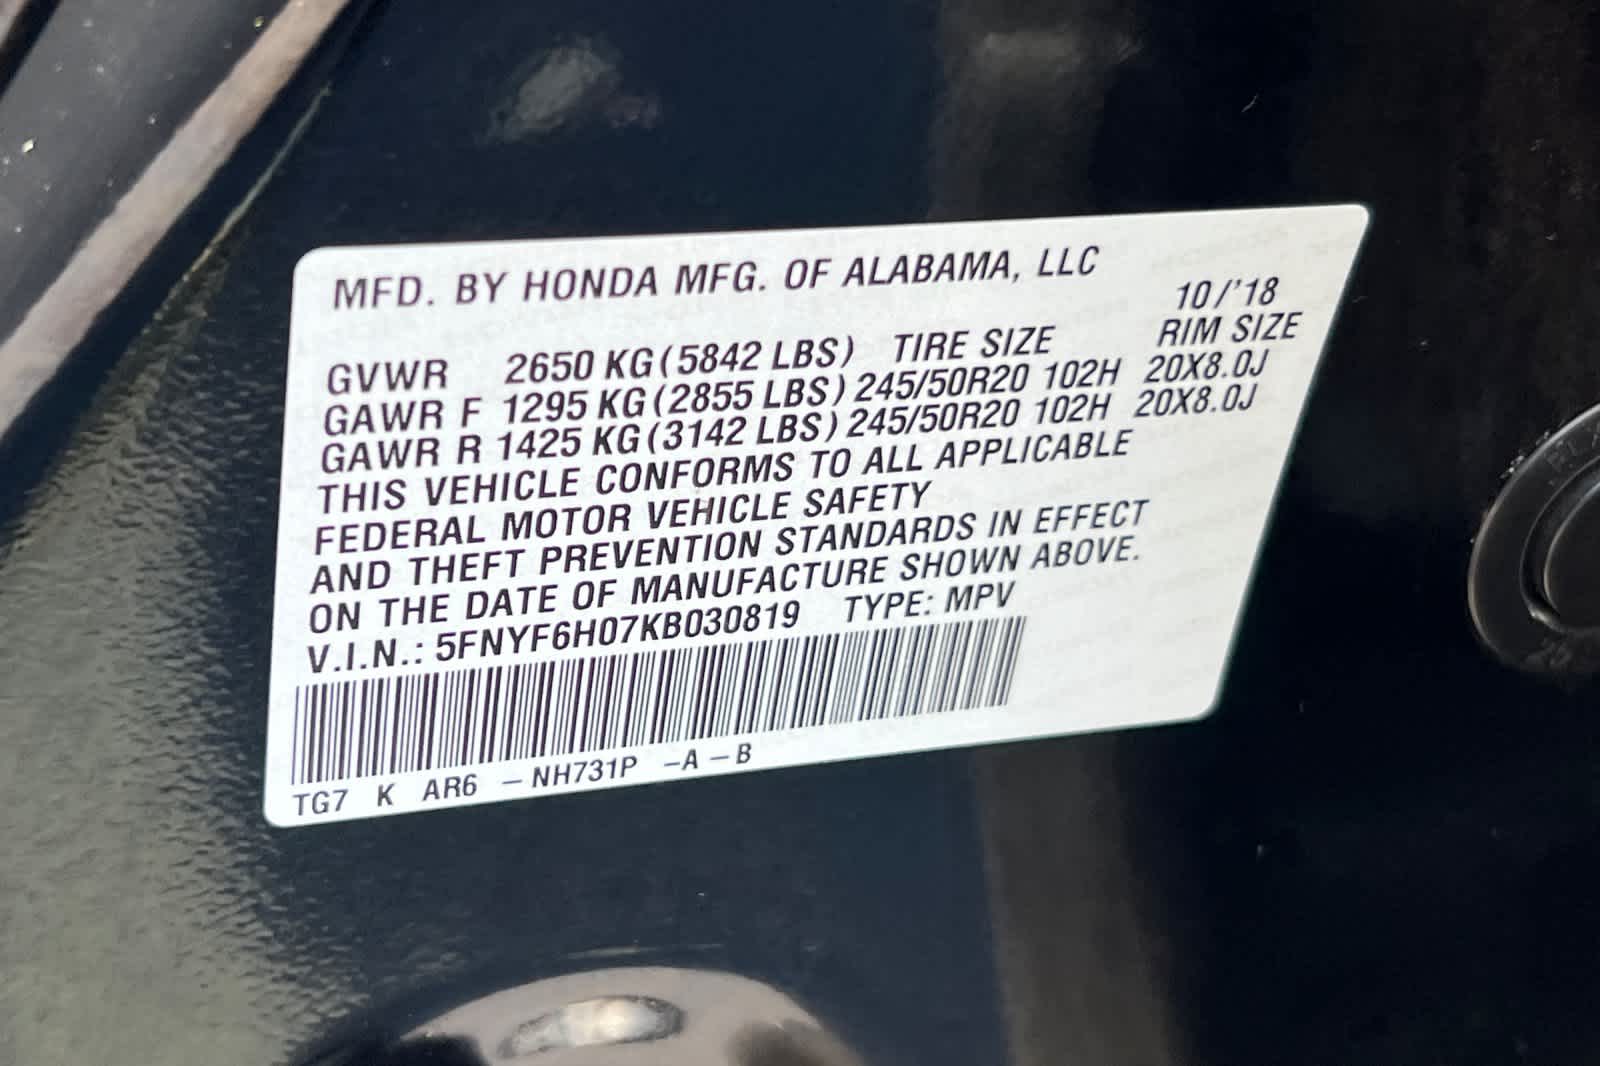 MFD. BY HONDA MFG. OF ALABAMA, LLC
10/'18
GVWR 2650 KG (5842 LBS) TIRE SIZE RIM SIZE
GAWR F 1295 KG (2855 LBS) 245/50R20 102H 20X8.0J
GAWR R 1425 KG (3142 LBS) 245/50R20 102H 20X8.0J
THIS VEHICLE CONFORMS TO ALL APPLICABLE
FEDERAL MOTOR VEHICLE SAFETY
AND THEFT PREVENTION STANDARDS IN EFFECT
ON THE DATE OF MANUFACTURE SHOWN ABOVE.
V.I.N.: 5FNYF6H07KB030819 TYPE: MPV
TG7 K AR6 – NH731P -A – B